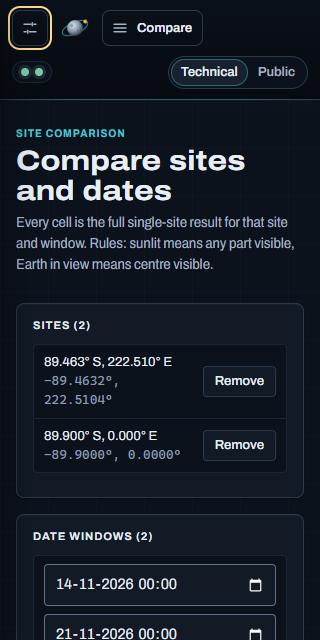 Compare
Technical
Public
SITE COMPARISON
Compare sites
and dates
Every cell is the full single-site result for that site
and window. Rules: sunlit means any part visible,
Earth in view means centre visible.
SITES (2)
89.463° S, 222.510° E
−89.4632°,
222.5104°
Remove
89.900° S, 0.000° E
−89.9000°, 0.0000°
Remove
DATE WINDOWS (2)
14-11-2026 00:00
21-11-2026 00:00